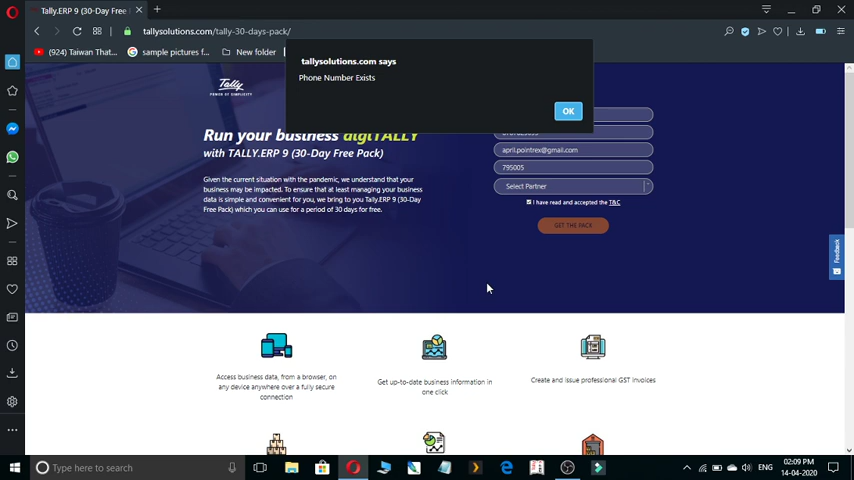 Tally.ERP 9 (30-Day Free
tallysolutions.com/tally-30-days-pack/
(924) Taiwan That...
sample pictures f...
New folder
tallysolutions.com says
Phone Number Exists
OK
Tally
POWER OF SIMPLICITY
Run your business digiTALLY
with TALLY.ERP 9 (30-Day Free Pack)
Given the current situation with the pandemic, we understand that your
business may be impacted. To ensure that at least managing your business
data is simple and convenient for you, we bring to you Tally.ERP 9 (30-Day
Free Pack) which you can use for a period of 30 days for free.
april.pointrex@gmail.com
795005
Select Partner
I have read and accepted the T&C
GET THE PACK
Feedback
Access business data, from a browser, on
any device anywhere over a fully secure
connection
Get up-to-date business information in
one click
Create and issue professional GST Invoices
Type here to search
ENG
02:09 PM
14-04-2020